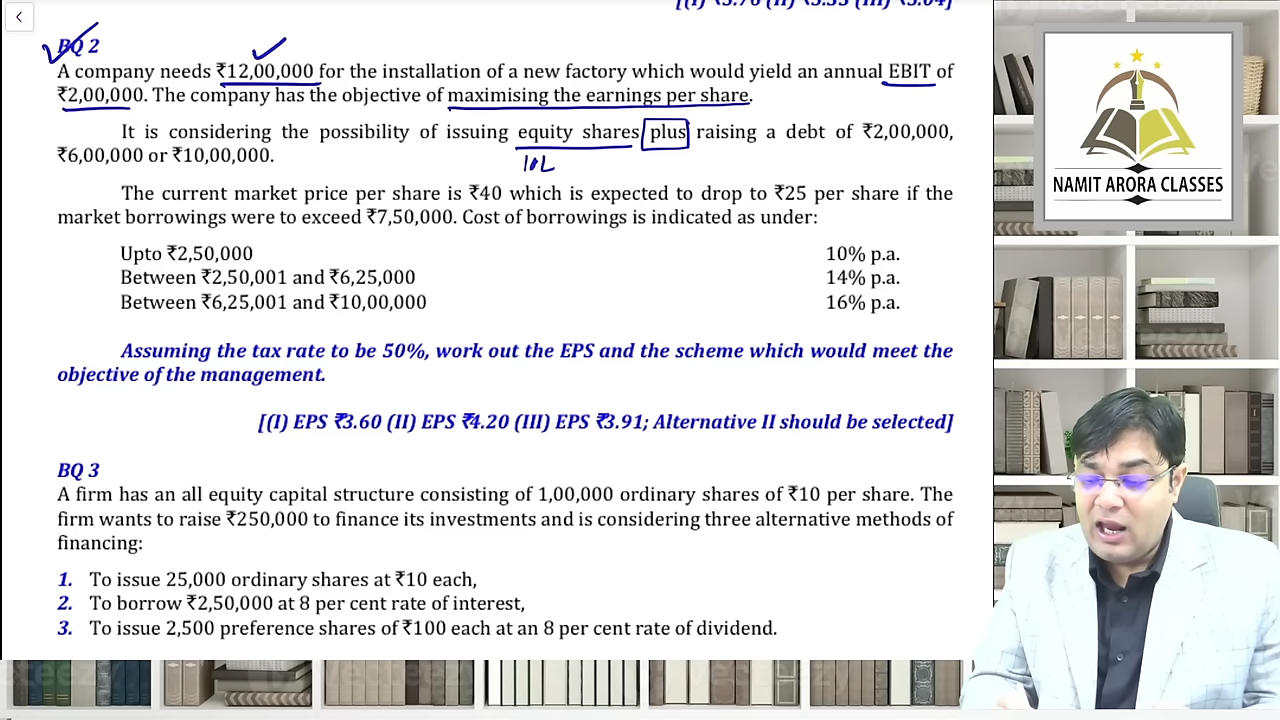 BQ 2
A company needs ₹12,00,000 for the installation of a new factory which would yield an annual EBIT of
₹2,00,000. The company has the objective of maximising the earnings per share.
It is considering the possibility of issuing equity shares plus raising a debt of ₹2,00,000,
₹6,00,000 or ₹10,00,000.
10L
The current market price per share is ₹40 which is expected to drop to ₹25 per share if the
market borrowings were to exceed ₹7,50,000. Cost of borrowings is indicated as under:
Upto ₹2,50,000 10% p.a.
Between ₹2,50,001 and ₹6,25,000 14% p.a.
Between ₹6,25,001 and ₹10,00,000 16% p.a.
Assuming the tax rate to be 50%, work out the EPS and the scheme which would meet the
objective of the management.
[(I) EPS ₹3.60 (II) EPS ₹4.20 (III) EPS ₹3.91; Alternative II should be selected]
BQ 3
A firm has an all equity capital structure consisting of 1,00,000 ordinary shares of ₹10 per share. The
firm wants to raise ₹250,000 to finance its investments and is considering three alternative methods of
financing:
1. To issue 25,000 ordinary shares at ₹10 each,
2. To borrow ₹2,50,000 at 8 per cent rate of interest,
3. To issue 2,500 preference shares of ₹100 each at an 8 per cent rate of dividend.
NAMIT ARORA CLASSES